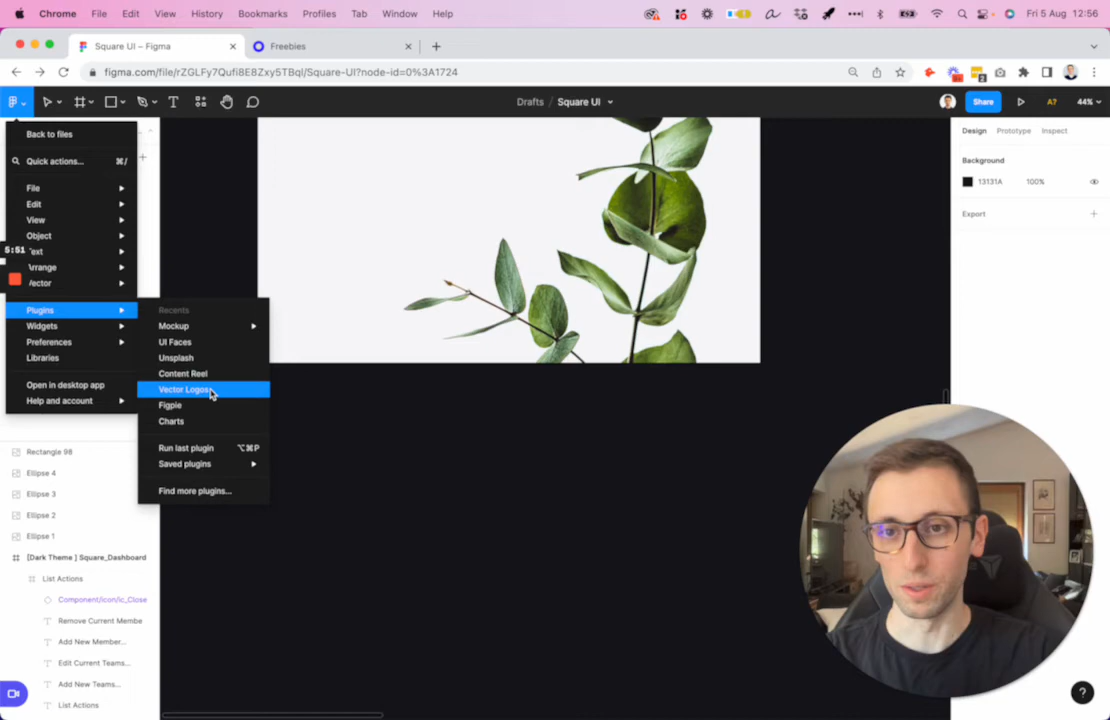 Chrome File Edit View History Bookmarks Profiles Tab Window Help
Fri 5 Aug 12:56
Square UI – Figma
Freebies
figma.com/file/rZGLFy7Qufi8E8Zxy5TBqI/Square-UI?node-id=0%3A1724
Drafts / Square UI
Share
A?
44%
Back to files
Quick actions... ⌘/
File
Edit
View
Object
5:51
Text
Arrange
Vector
Plugins
Widgets
Preferences
Libraries
Open in desktop app
Help and account
Recents
Mockup
UI Faces
Unsplash
Content Reel
Vector Logos
Figpie
Charts
Run last plugin ⌥⌘P
Saved plugins
Find more plugins...
Design Prototype Inspect
Background
13131A 100%
Export
Rectangle 98
Ellipse 4
Ellipse 3
Ellipse 2
Ellipse 1
[Dark Theme ] Square_Dashboard
List Actions
Component/icon/ic_Close
Remove Current Membe
Add New Member...
Edit Current Teams...
Add New Teams...
List Actions
?